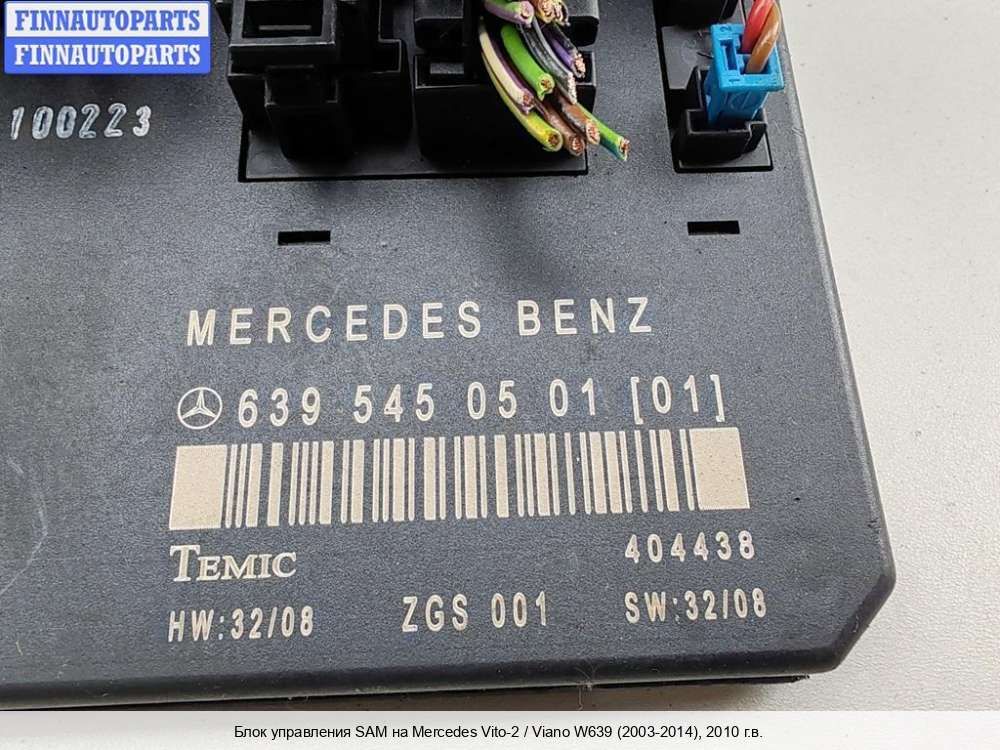 FINNAUTOPARTS
FINNAUTOPARTS
100223
MERCEDES BENZ
639 545 05 01 [01]
TEMIC
404438
HW:32/08
ZGS 001
SW:32/08
Блок управления SAM на Mercedes Vito-2 / Viano W639 (2003-2014), 2010 г.в.